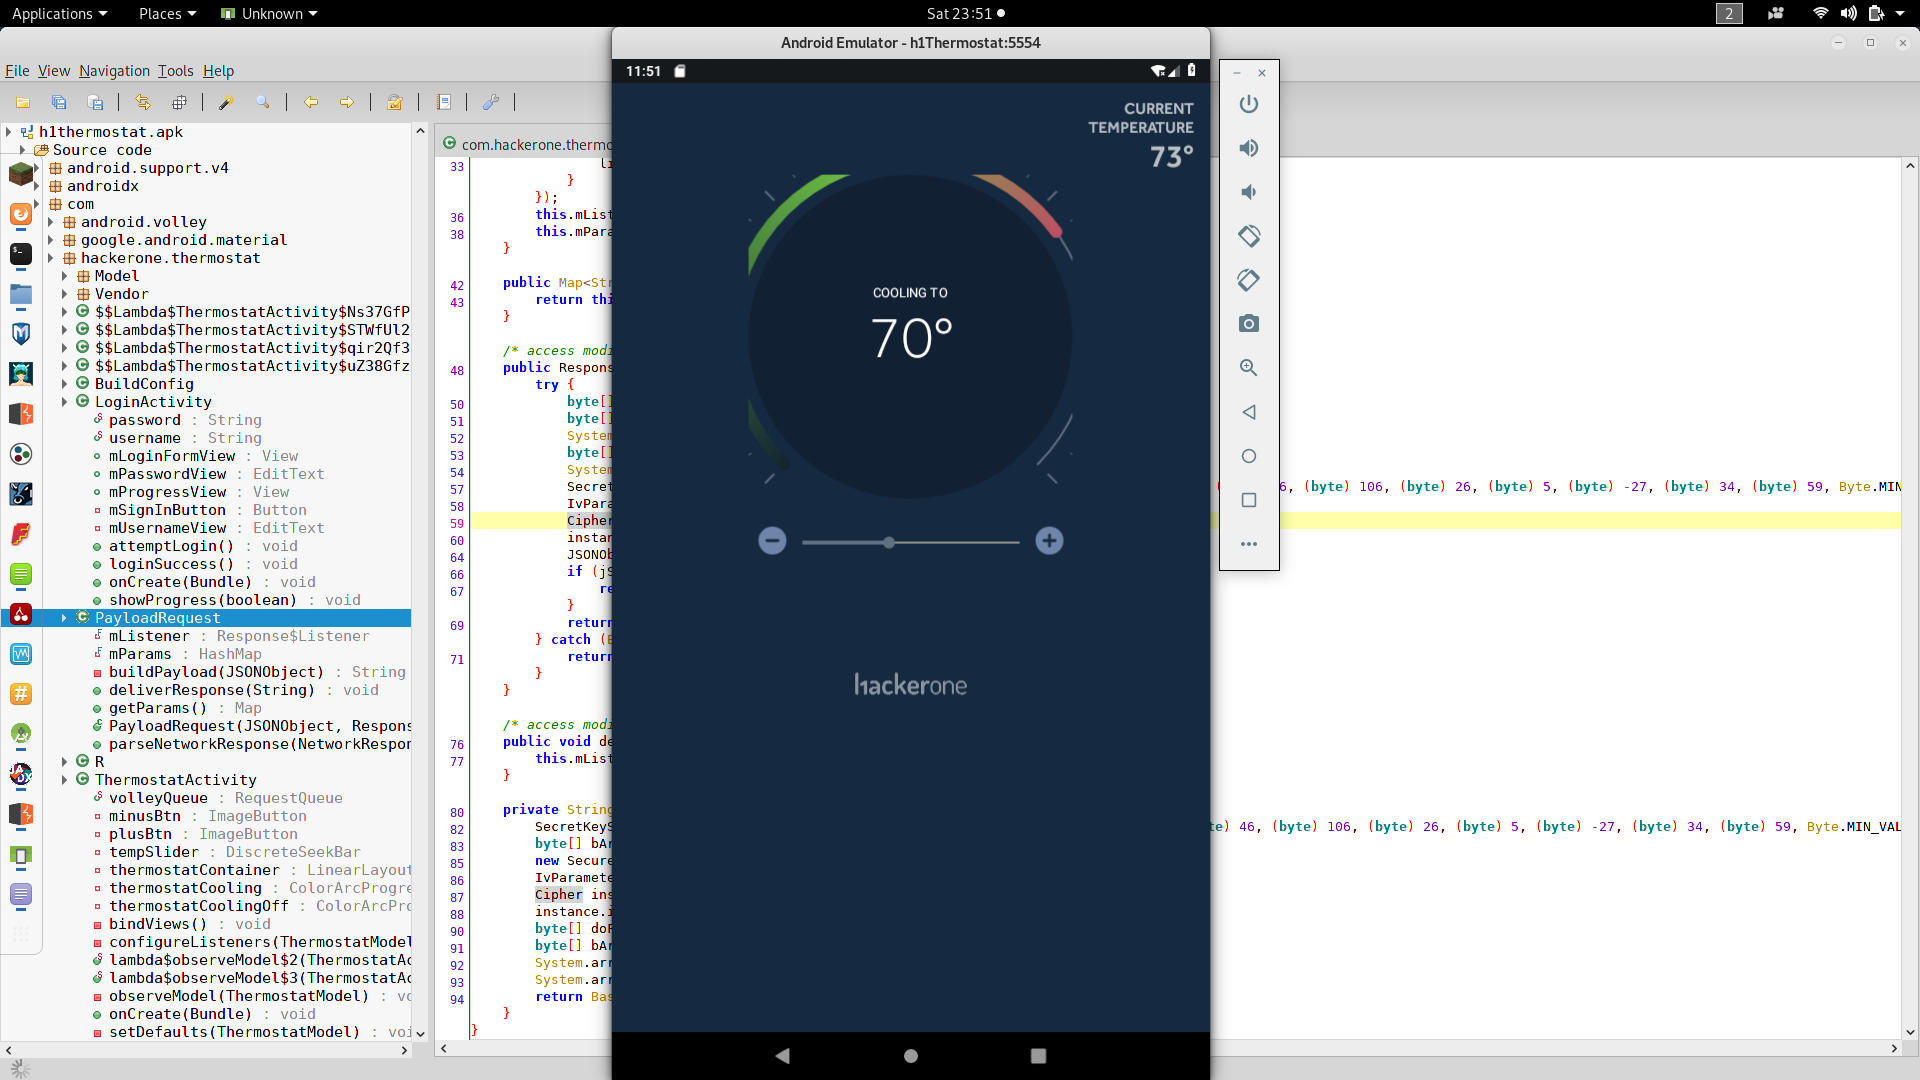 Applications Places Unknown Sat 23:51 2
Android Emulator - h1Thermostat:5554
File View Navigation Tools Help
h1thermostat.apk
Source code
android.support.v4
androidx
com
android.volley
google.android.material
hackerone.thermostat
Model
Vendor
$$Lambda$ThermostatActivity$Ns37GfP
$$Lambda$ThermostatActivity$STWfUl2
$$Lambda$ThermostatActivity$qir2Qf3
$$Lambda$ThermostatActivity$uZ38Gfz
BuildConfig
LoginActivity
password : String
username : String
mLoginFormView : View
mPasswordView : EditText
mProgressView : View
mSignInButton : Button
mUsernameView : EditText
attemptLogin() : void
loginSuccess() : void
onCreate(Bundle) : void
showProgress(boolean) : void
PayloadRequest
mListener : Response$Listener
mParams : HashMap
buildPayload(JSONObject) : String
deliverResponse(String) : void
getParams() : Map
PayloadRequest(JSONObject, Respons
parseNetworkResponse(NetworkRespor
R
ThermostatActivity
volleyQueue : RequestQueue
minusBtn : ImageButton
plusBtn : ImageButton
tempSlider : DiscreteSeekBar
thermostatContainer : LinearLayout
thermostatCooling : ColorArcProgre
thermostatCoolingOff : ColorArcPro
bindViews() : void
configureListeners(ThermostatModel
lambda$observeModel$2(ThermostatAc
lambda$observeModel$3(ThermostatAc
observeModel(ThermostatModel) : vo
onCreate(Bundle) : void
setDefaults(ThermostatModel) : voi
com.hackerone.thermo
33 li
}
});
36 this.mList
38 this.mPara
}
42 public Map<Str
43 return thi
}
/* access modi
48 public Respons
try {
50 byte[]
51 byte[]
52 System
53 byte[]
54 System
57 Secret 6, (byte) 106, (byte) 26, (byte) 5, (byte) -27, (byte) 34, (byte) 59, Byte.MIN
58 IvPara
59 Cipher
60 instan
64 JSONOb
66 if (jS
67 re
}
69 return
} catch (E
71 return
}
}
/* access modi
76 public void de
77 this.mList
}
80 private String
82 SecretKeyS te) 46, (byte) 106, (byte) 26, (byte) 5, (byte) -27, (byte) 34, (byte) 59, Byte.MIN_VAL
83 byte[] bAr
85 new Secure
86 IvParamete
87 Cipher ins
88 instance.i
90 byte[] doF
91 byte[] bAr
92 System.arr
93 System.arr
94 return Bas
}
}
11:51
CURRENT
TEMPERATURE
73°
COOLING TO
70°
hackerone